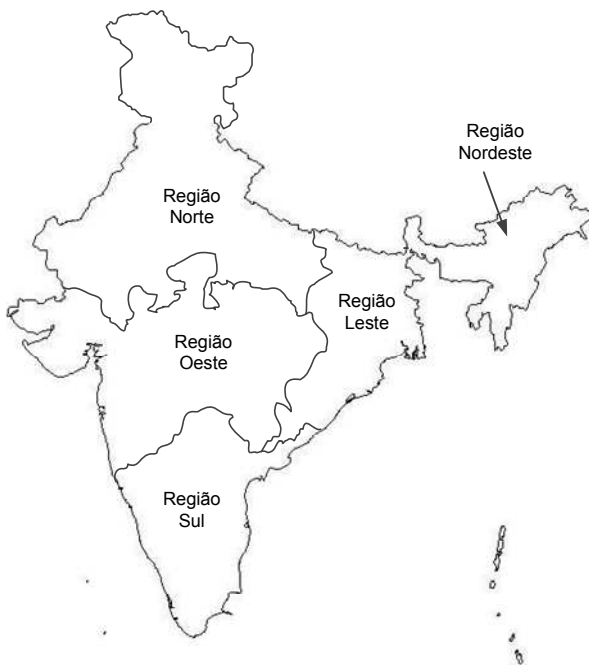 Região
Nordeste
Região
Norte
Região
Leste
Região
Oeste
Região
Sul